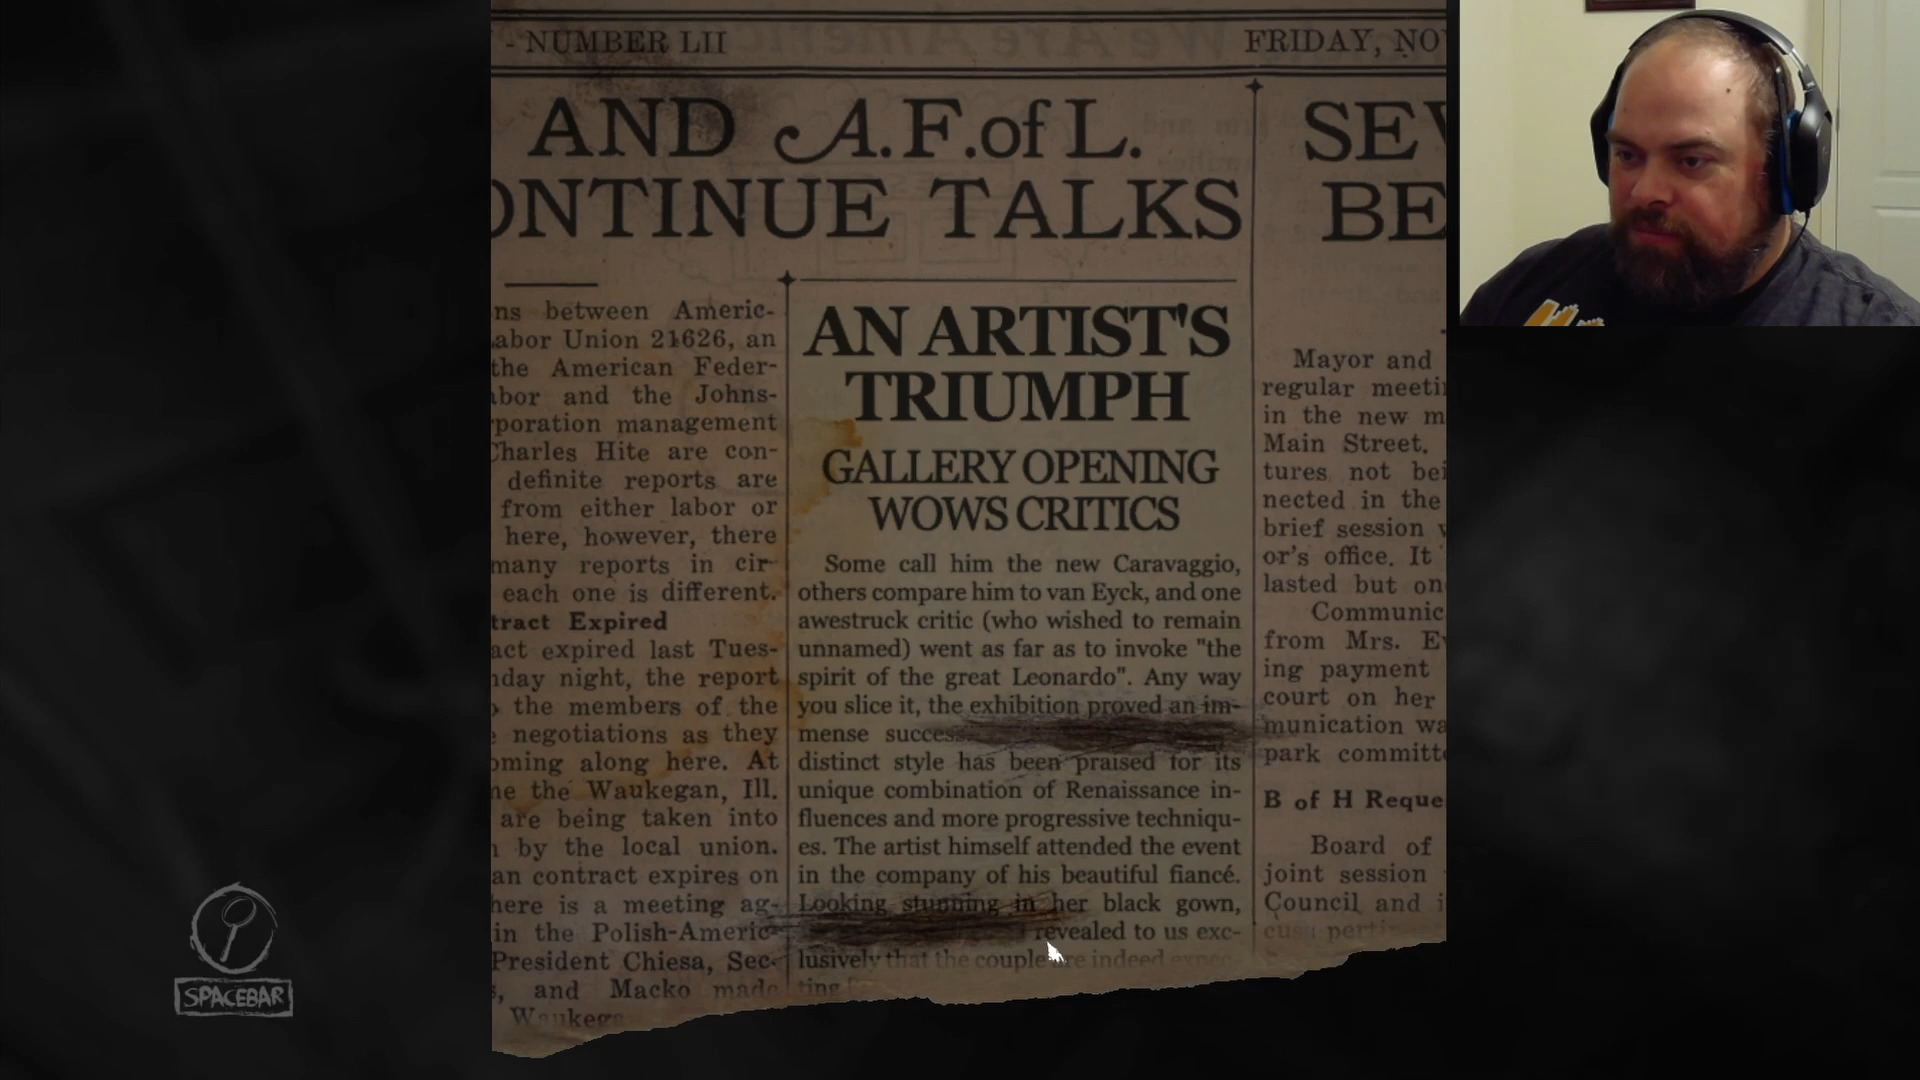 - NUMBER LII
FRIDAY, NO
AND A.F.of L.
ONTINUE TALKS
SEV
BE
ns between Americ-
abor Union 21626, an
the American Feder-
abor and the Johns-
poration management
Charles Hite are con-
definite reports are
from either labor or
here, however, there
many reports in cir-
each one is different.
tract Expired
act expired last Tues-
nday night, the report
the members of the
negotiations as they
oming along here. At
ne the Waukegan, Ill.
are being taken into
by the local union.
an contract expires on
here is a meeting ag-
in the Polish-Americ-
President Chiesa, Sec-
s, and Macko made
Waukega
AN ARTIST'S
TRIUMPH
GALLERY OPENING
WOWS CRITICS
Some call him the new Caravaggio,
others compare him to van Eyck, and one
awestruck critic (who wished to remain
unnamed) went as far as to invoke "the
spirit of the great Leonardo". Any way
you slice it, the exhibition proved an im-
mense success
distinct style has been praised for its
unique combination of Renaissance in-
fluences and more progressive techniqu-
es. The artist himself attended the event
in the company of his beautiful fiancé.
Looking stunning in her black gown,
revealed to us exc-
lusively that the couple are indeed expec-
ting
Mayor and
regular meeti
in the new m
Main Street.
tures not bei
nected in the
brief session
or's office. It
lasted but on
Communic
from Mrs. Ev
ing payment
court on her
munication wa
park committe
B of H Reque
Board of
joint session
Council and i
SPACEBAR